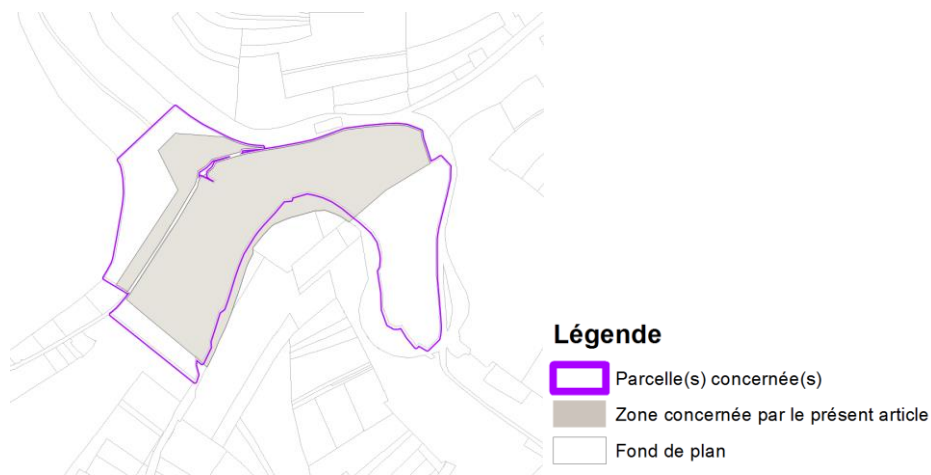 Légende
Parcelle(s) concernée(s)
Zone concernée par le présent article
Fond de plan